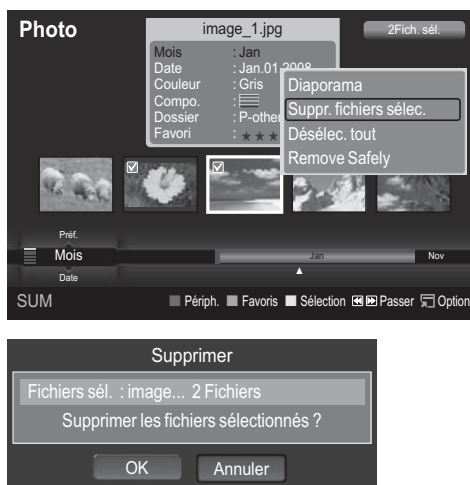 Photo
image_1.jpg
2Fich. sél.
Mois : Jan
Date : Jan.01 2008
Couleur : Gris
Compo. :
Dossier : P-other
Favori : ★★★
Diaporama
Suppr. fichiers sélec.
Désélec. tout
Remove Safely
Préf.
Mois
Date
Jan
Nov
SUM
Périph. Favoris Sélection Passer Option
Supprimer
Fichiers sél. : image... 2 Fichiers
Supprimer les fichiers sélectionnés ?
OK Annuler